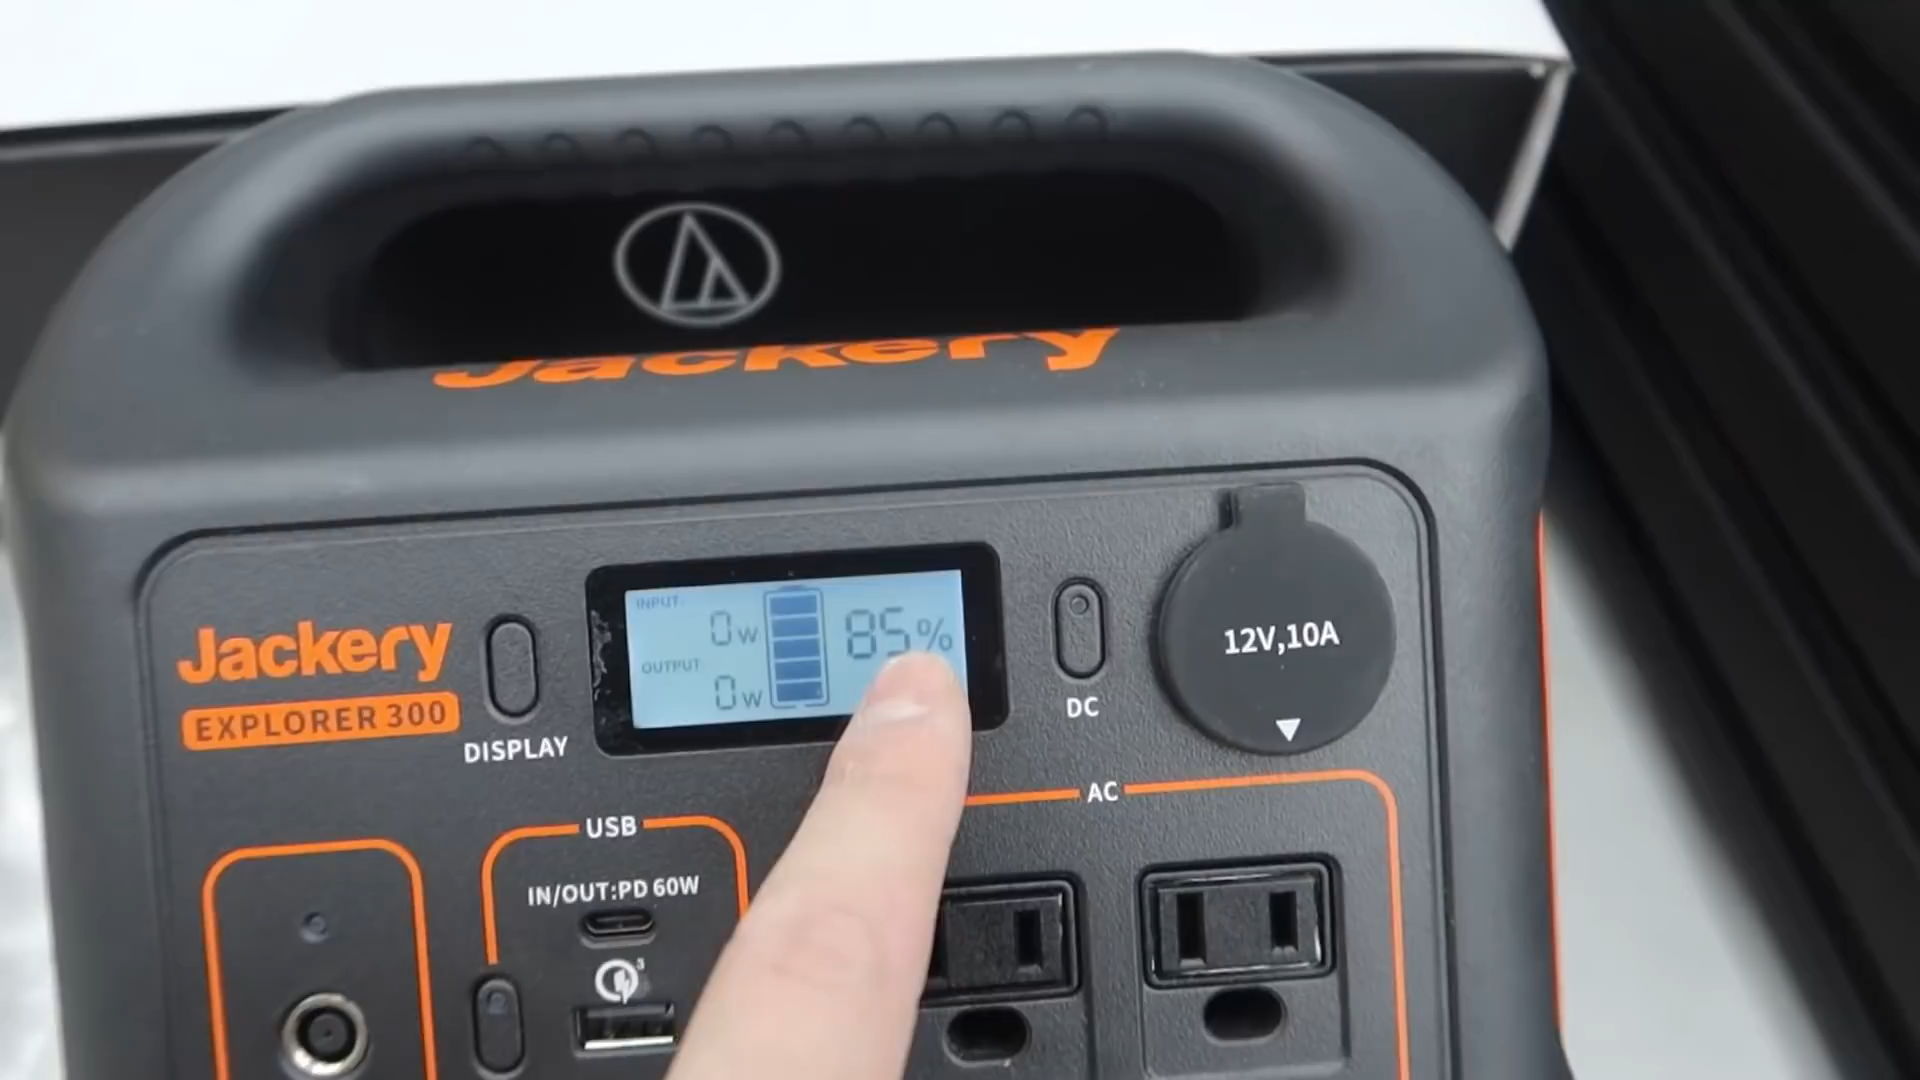 Jackery
Jackery
EXPLORER 300
DISPLAY
INPUT
0w
OUTPUT
0w
85%
DC
12V,10A
AC
USB
IN/OUT:PD 60W
3